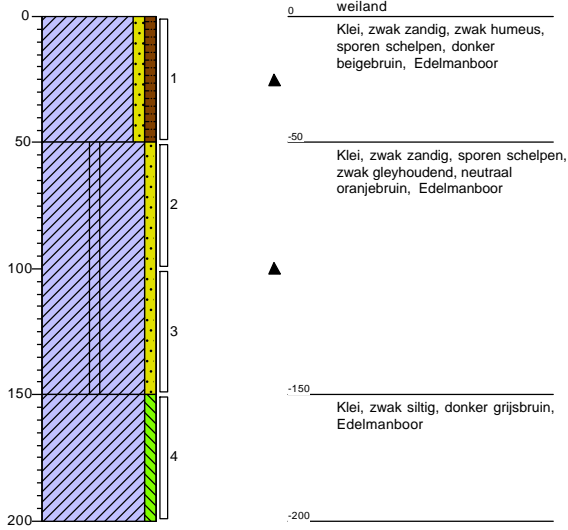 0
50
100
150
200
1
2
3
4
0
weiland
Klei, zwak zandig, zwak humeus,
sporen schelpen, donker
beigebruin, Edelmanboor
-50
Klei, zwak zandig, sporen schelpen,
zwak gleyhoudend, neutraal
oranjebruin, Edelmanboor
-150
Klei, zwak siltig, donker grijsbruin,
Edelmanboor
-200